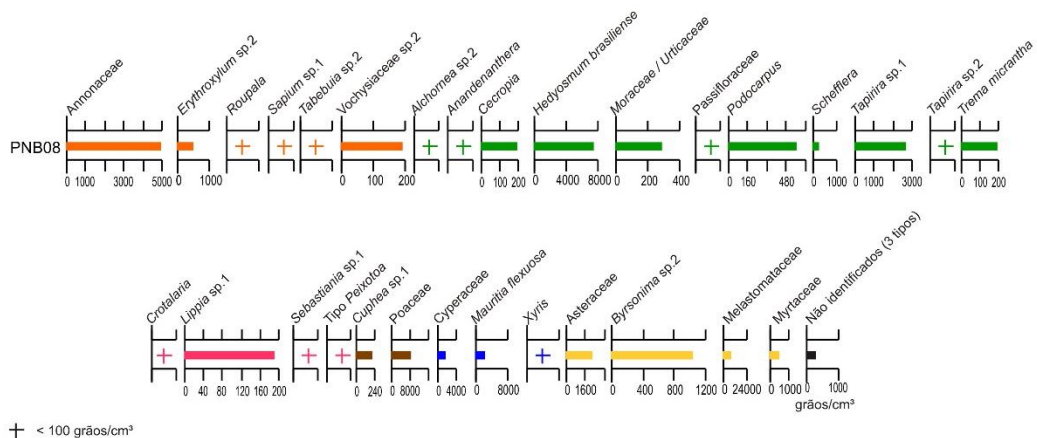 Annonaceae
Erythroxylum sp.2
Roupala
Sapium sp.1
Tabebuia sp.2
Vochysiaceae sp.2
Alchornea sp.2
Anandenanthera
Cecropia
Hedyosmum brasiliense
Moraceae / Urticaceae
Passifloraceae
Podocarpus
Schefflera
Tapirira sp.1
Tapirira sp.2
Trema micrantha
PNB08
0 1000 3000 5000
0 1000
0 200
0 100 200
0 4000 8000
0 200 400
0 160 480
0 1000
0 1000 3000
0 100 200
Crotalaria
Lippia sp.1
Sebastiania sp.1
Tipo Peixotoa
Cuphea sp.1
Poaceae
Cyperaceae
Mauritia flexuosa
Xyris
Asteraceae
Byrsonima sp.2
Melastomataceae
Myrtaceae
Não identificados (3 tipos)
0 40 80 120 160 200
0 240
0 8000
0 4000
0 8000
0 1600
0 400 800 1200
0 24000
0 1000
0 1000
grãos/cm³
+ < 100 grãos/cm³